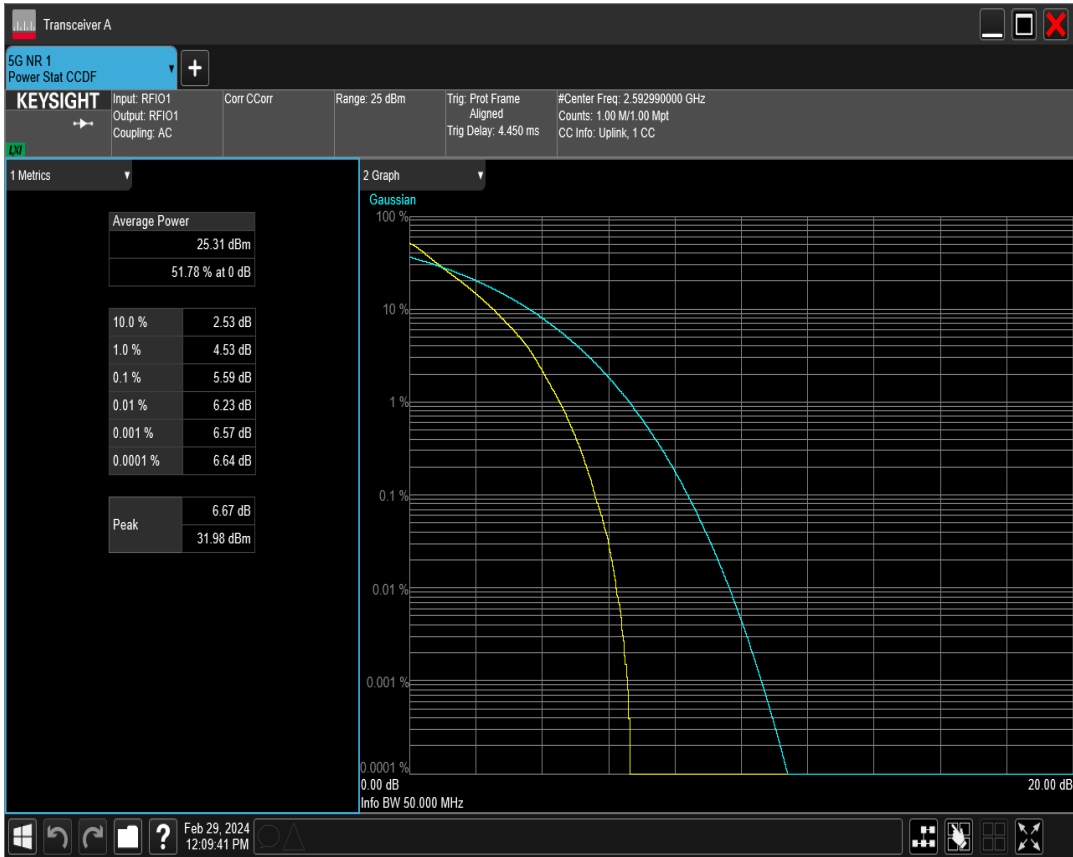 Transceiver A
5G NR 1
Power Stat CCDF
KEYSIGHT
LXI
Input: RFIO1
Output: RFIO1
Coupling: AC
Corr CCorr
Range: 25 dBm
Trig: Prot Frame
Aligned
Trig Delay: 4.450 ms
#Center Freq: 2.592990000 GHz
Counts: 1.00 M/1.00 Mpt
CC Info: Uplink, 1 CC
1 Metrics
Average Power
25.31 dBm
51.78 % at 0 dB
10.0 % 2.53 dB
1.0 % 4.53 dB
0.1 % 5.59 dB
0.01 % 6.23 dB
0.001 % 6.57 dB
0.0001 % 6.64 dB
Peak 6.67 dB
31.98 dBm
2 Graph
Gaussian
100 %
10 %
1 %
0.1 %
0.01 %
0.001 %
0.0001 %
0.00 dB 20.00 dB
Info BW 50.000 MHz
?
Feb 29, 2024
12:09:41 PM